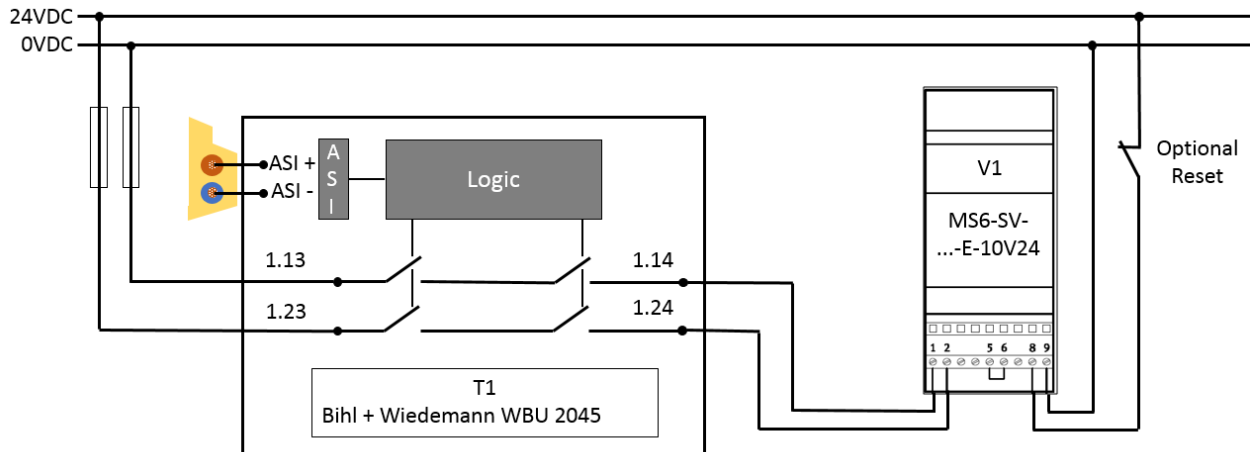 24VDC
0VDC
ASI +
ASI -
A
S
I
Logic
1.13
1.14
1.23
1.24
T1
Bihl + Wiedemann WBU 2045
V1
MS6-SV-
...-E-10V24
1 2 5 6 8 9
Optional
Reset